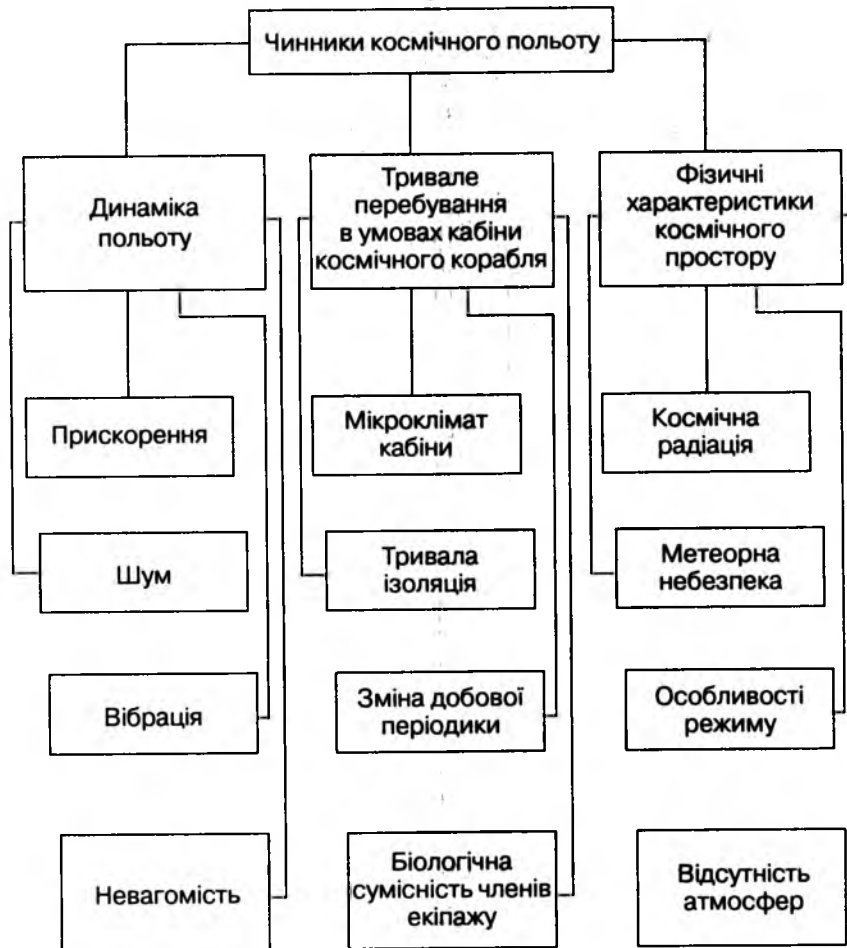 Чинники космічного польоту
Динаміка
польоту
Тривале
перебування
в умовах кабіни
космічного корабля
Фізичні
характеристики
космічного
простору
Прискорення
Мікроклімат
кабіни
Космічна
радіація
Шум
Тривала
ізоляція
Метеорна
небезпека
Вібрація
Зміна добової
періодики
Особливості
режиму
Невагомість
Біологічна
сумісність членів
екіпажу
Відсутність
атмосфер